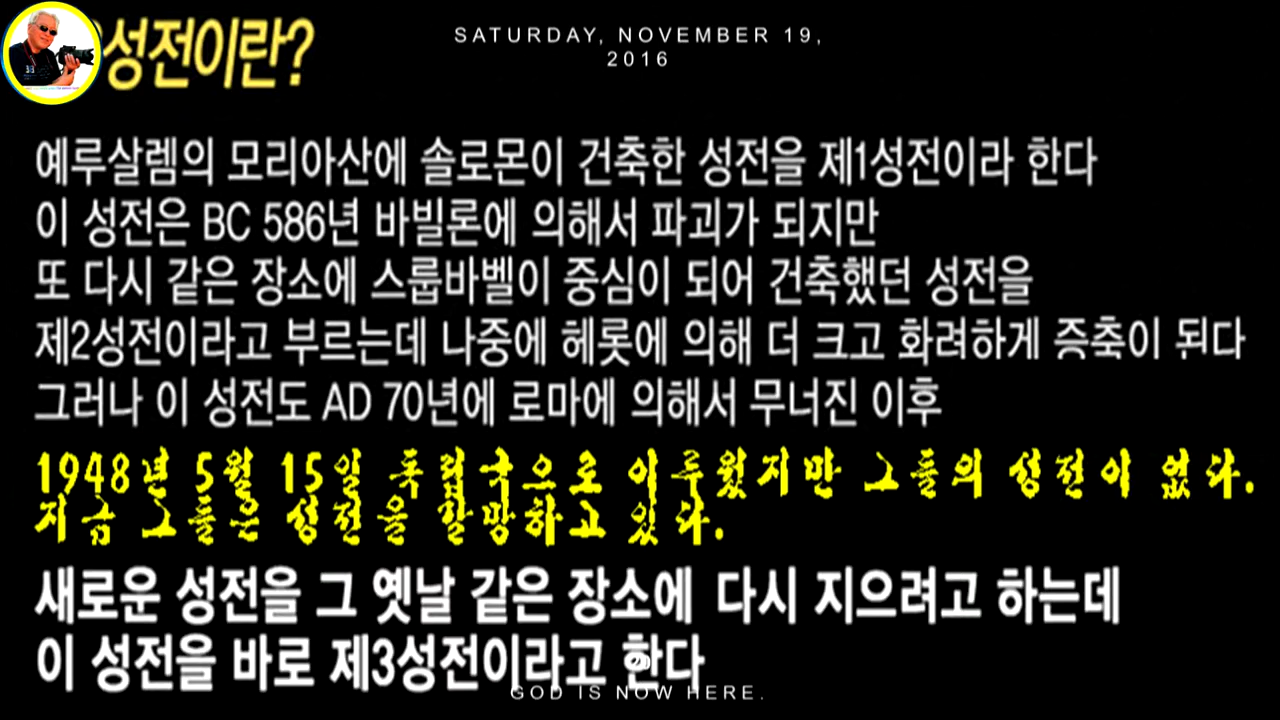 성전이란?
SATURDAY, NOVEMBER 19,
2016
예루살렘의 모리아산에 솔로몬이 건축한 성전을 제1성전이라 한다
이 성전은 BC 586년 바빌론에 의해서 파괴가 되지만
또 다시 같은 장소에 스룹바벨이 중심이 되어 건축했던 성전을
제2성전이라고 부르는데 나중에 헤롯에 의해 더 크고 화려하게 증축이 된다
그러나 이 성전도 AD 70년에 로마에 의해서 무너진 이후
1948년 5월 15일 독립국으로 이루웠지만 그들의 성전이 없다.
지금 그들은 성전을 갈망하고 있다.
새로운 성전을 그 옛날 같은 장소에 다시 지으려고 하는데
이 성전을 바로 제3성전이라고 한다
GOD IS NOW HERE.